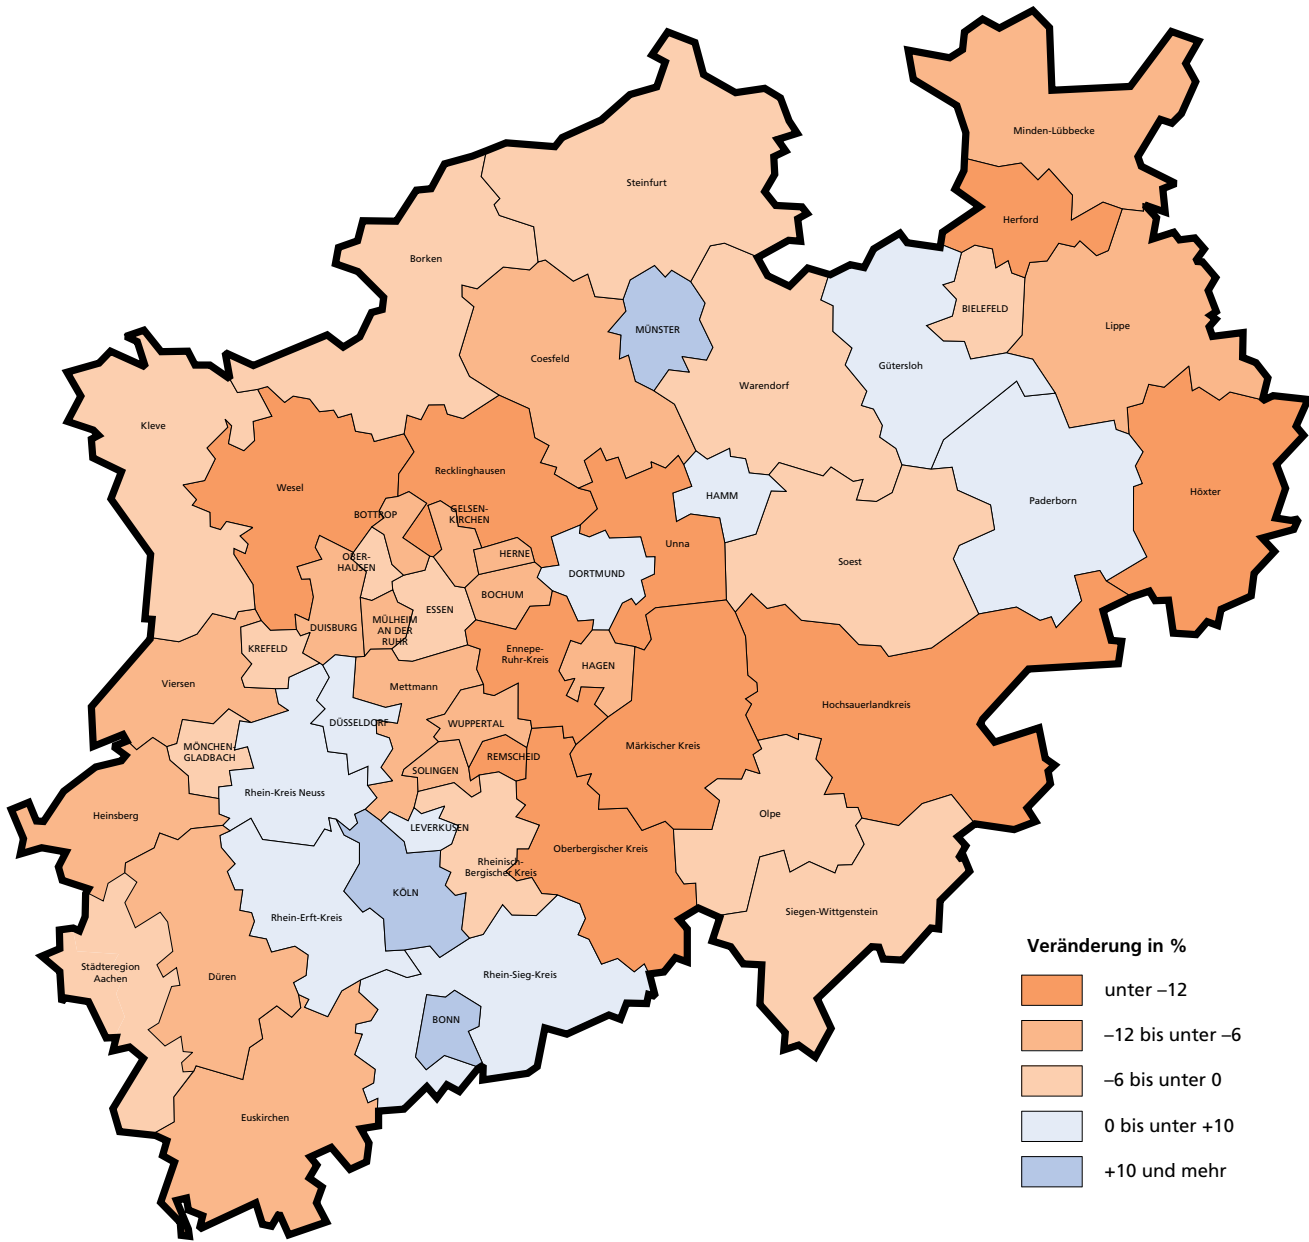 Minden-Lübbecke
Steinfurt
Herford
Borken
BIELEFELD
Lippe
MÜNSTER
Coesfeld
Gütersloh
Warendorf
Kleve
Recklinghausen
Wesel
HAMM
Höxter
Paderborn
BOTTROP
GELSEN-
KIRCHEN
Unna
HERNE
OBER-
HAUSEN
Soest
DORTMUND
BOCHUM
ESSEN
MÜLHEIM
AN DER
RUHR
DUISBURG
KREFELD
Ennepe-
Ruhr-Kreis
HAGEN
Viersen
Mettmann
Hochsauerlandkreis
DÜSSELDORF
WUPPERTAL
MÖNCHEN-
GLADBACH
Märkischer Kreis
REMSCHEID
SOLINGEN
Rhein-Kreis Neuss
Heinsberg
Olpe
LEVERKUSEN
Oberbergischer Kreis
Rheinisch-
Bergischer Kreis
KÖLN
Siegen-Wittgenstein
Rhein-Erft-Kreis
Städteregion
Aachen
Düren
Rhein-Sieg-Kreis
BONN
Euskirchen
Veränderung in %
unter –12
–12 bis unter –6
–6 bis unter 0
0 bis unter +10
+10 und mehr